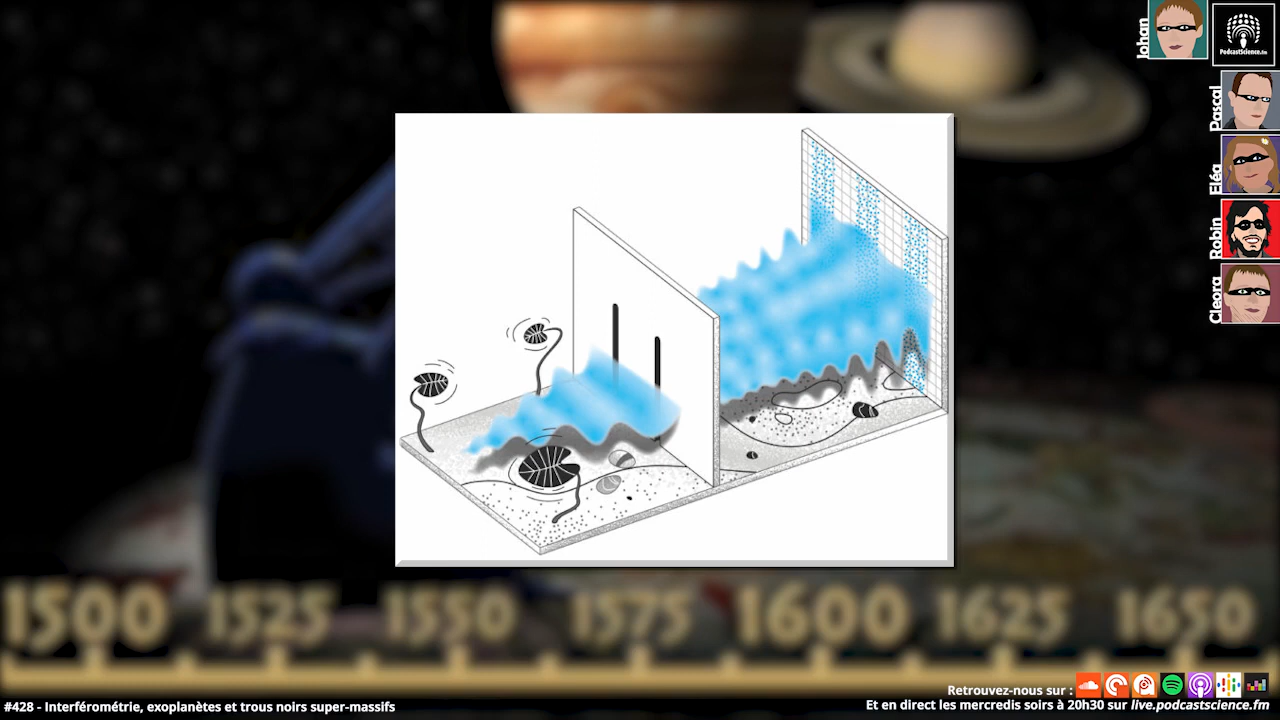 Johan
PodcastScience.fm
Pascal
Eléa
Robin
Cleora
1500 1525 1550 1575 1600 1625 1650
Retrouvez-nous sur :
#428 - Interférométrie, exoplanètes et trous noirs super-massifs
Et en direct les mercredis soirs à 20h30 sur live.podcastscience.fm